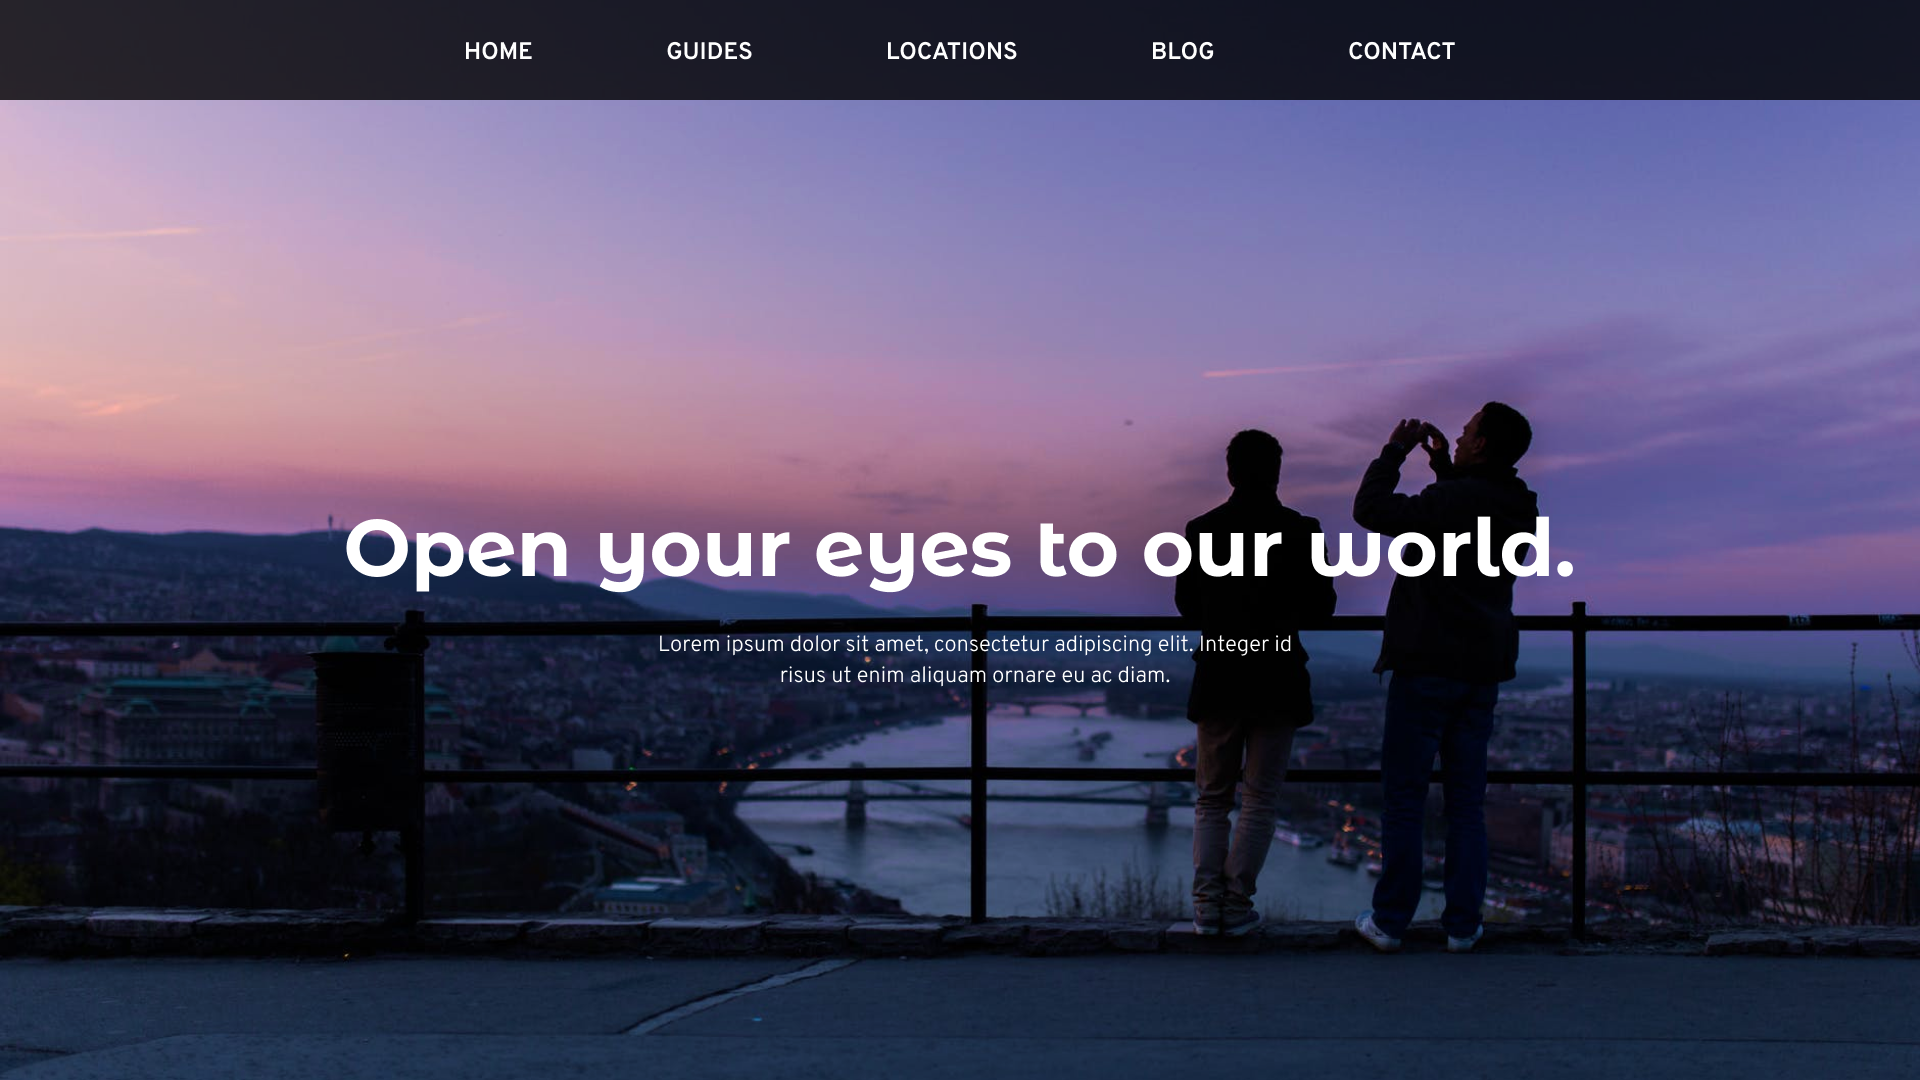 HOME GUIDES LOCATIONS BLOG CONTACT
Open your eyes to our world.
Lorem ipsum dolor sit amet, consectetur adipiscing elit. Integer id
risus ut enim aliquam ornare eu ac diam.